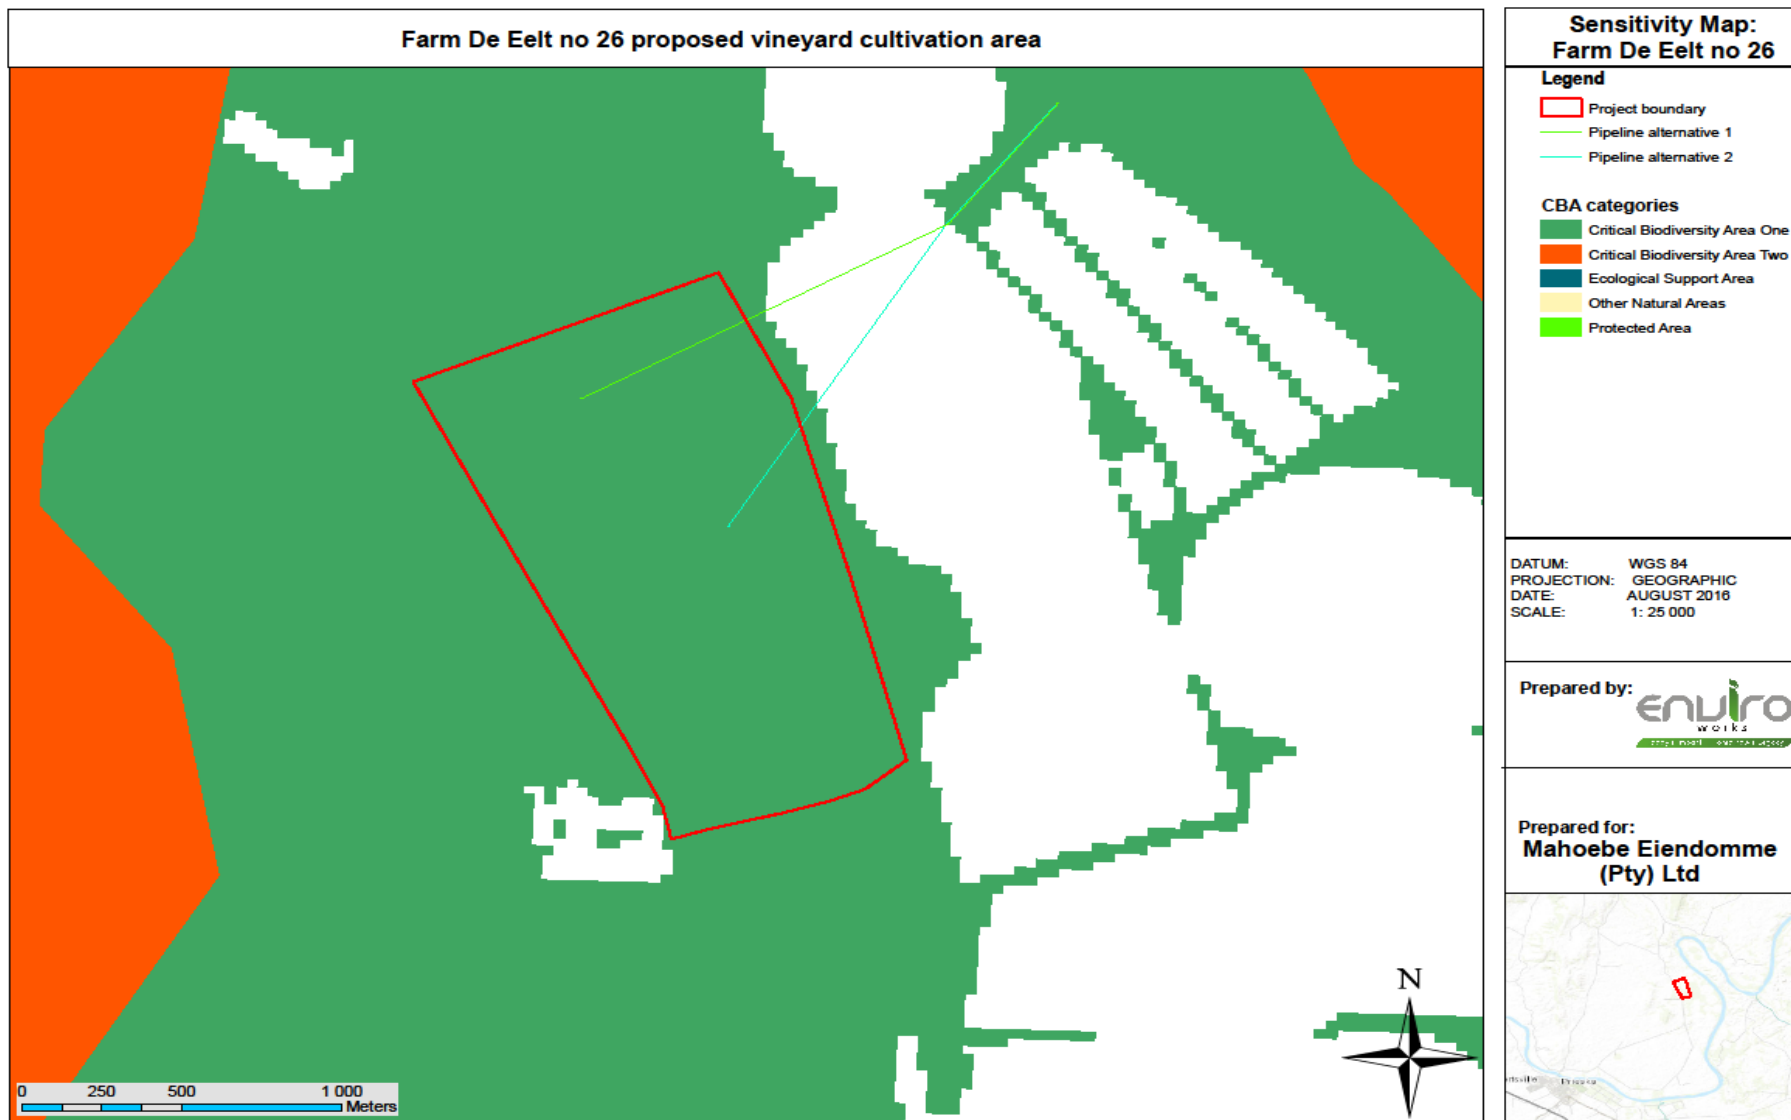 Farm De Eelt no 26 proposed vineyard cultivation area
Sensitivity Map:
Farm De Eelt no 26
Legend
Project boundary
Pipeline alternative 1
Pipeline alternative 2
CBA categories
Critical Biodiversity Area One
Critical Biodiversity Area Two
Ecological Support Area
Other Natural Areas
Protected Area
DATUM: WGS 84
PROJECTION: GEOGRAPHIC
DATE: AUGUST 2016
SCALE: 1: 25 000
Prepared by:
enviro
works
Prepared for:
Mahoebe Eiendomme
(Pty) Ltd
Prieska
N
0 250 500 1 000
Meters